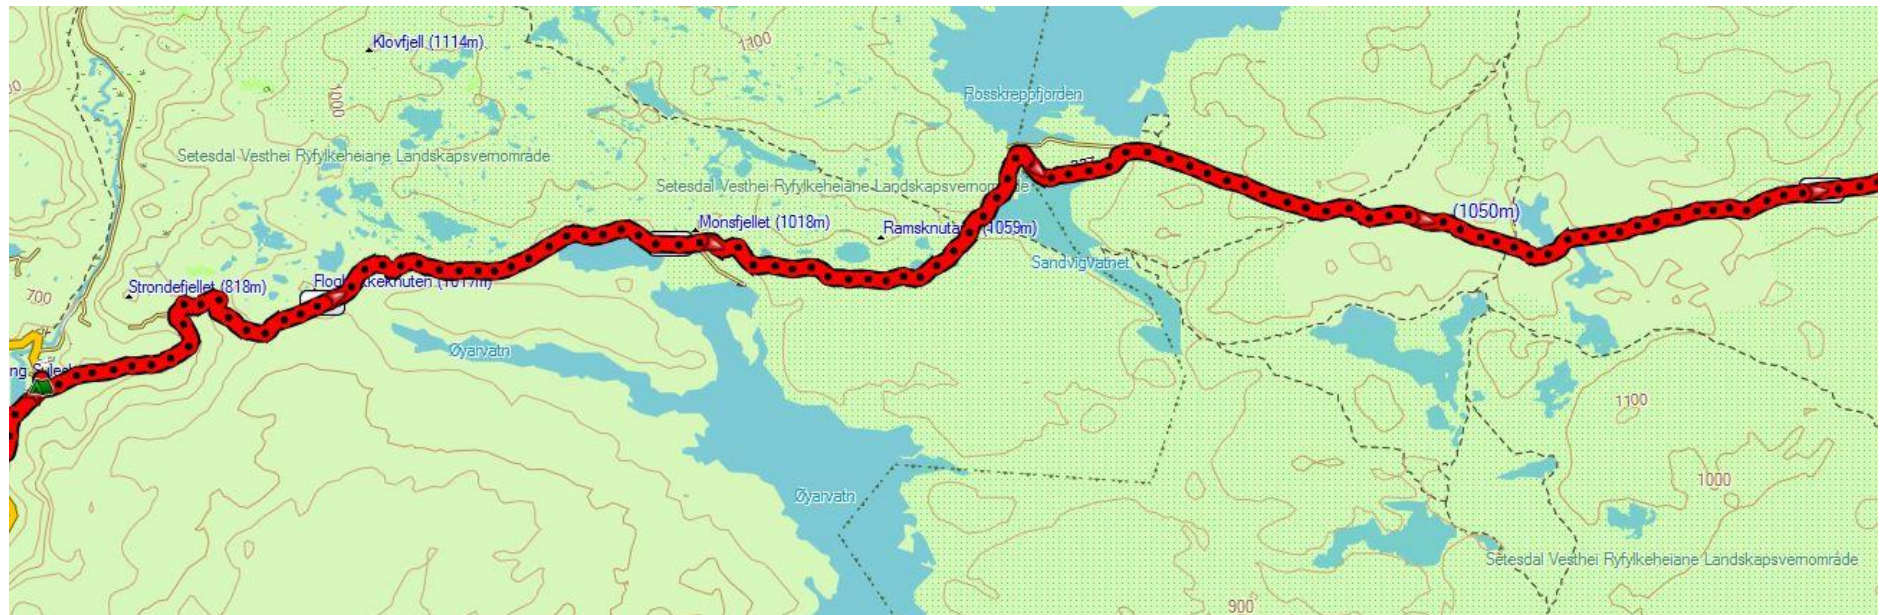 Klovfjell (1114m)
1100
1000
Rosskreppfjorden
Setesdal Vesthei Ryfylkeheiane Landskapsvernområde
Setesdal Vesthei Ryfylkeheiane Landskapsvernområde
Monsfjellet (1018m)
Ramsknuta (1059m)
(1050m)
Sandvigvatnet
Strondefjellet (818m)
700
Øyarvatn
1100
1000
Øyarvatn
Setesdal Vesthei Ryfylkeheiane Landskapsvernområde
900